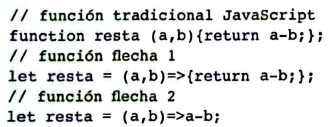 // función tradicional JavaScript
function resta (a,b){return a-b;};
// función flecha 1
let resta = (a,b)=>{return a-b;};
// función flecha 2
let resta = (a,b)=>a-b;